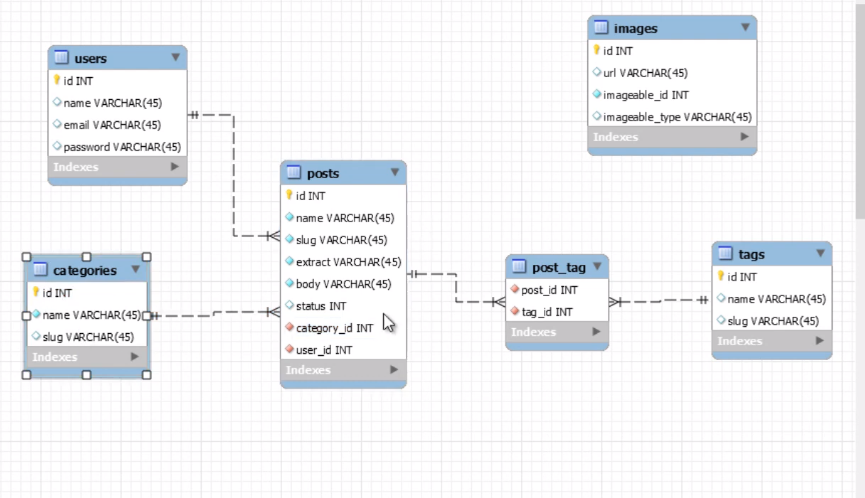 users
id INT
name VARCHAR(45)
email VARCHAR(45)
password VARCHAR(45)
Indexes
categories
id INT
name VARCHAR(45)
slug VARCHAR(45)
Indexes
posts
id INT
name VARCHAR(45)
slug VARCHAR(45)
extract VARCHAR(45)
body VARCHAR(45)
status INT
category_id INT
user_id INT
Indexes
images
id INT
url VARCHAR(45)
imageable_id INT
imageable_type VARCHAR(45)
Indexes
post_tag
post_id INT
tag_id INT
Indexes
tags
id INT
name VARCHAR(45)
slug VARCHAR(45)
Indexes